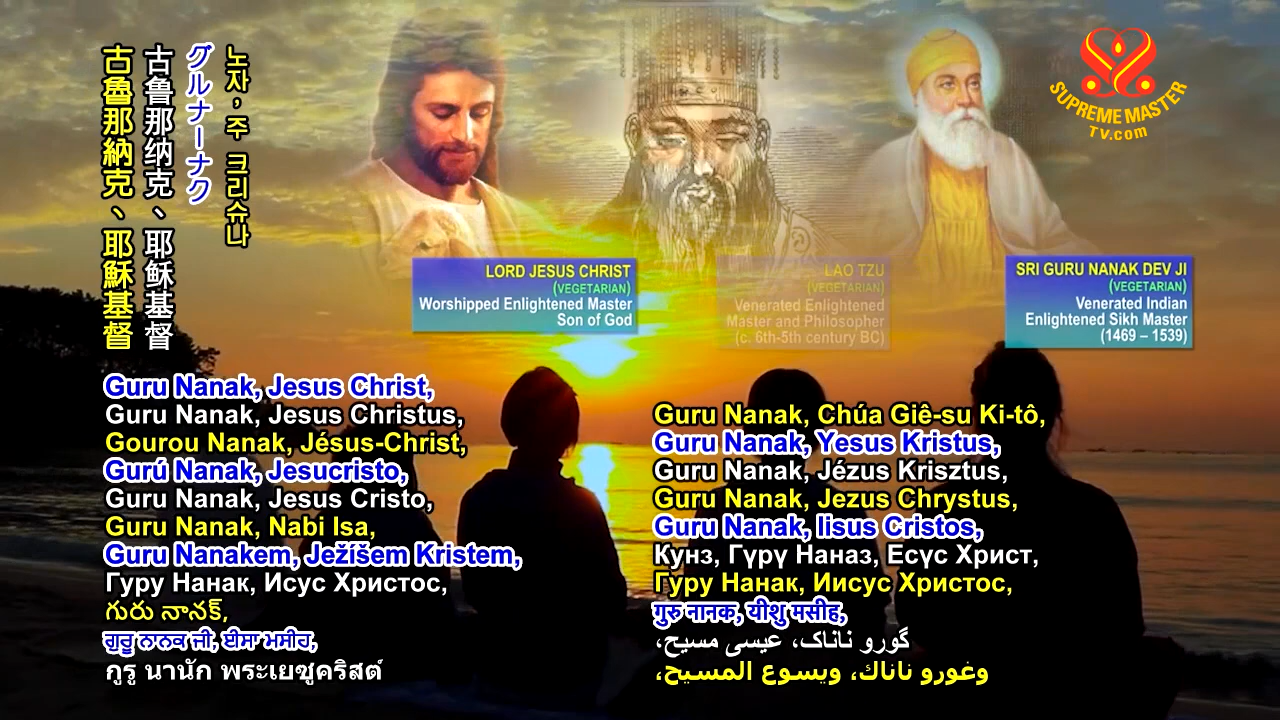 古魯那納克、耶穌基督
古鲁那纳克、耶稣基督
グルナーナク
노자, 주 크리슈나
SUPREME MASTER
TV.com
LORD JESUS CHRIST
(VEGETARIAN)
Worshipped Enlightened Master
Son of God
LAO TZU
(VEGETARIAN)
Venerated Enlightened
Master and Philosopher
(c. 6th-5th century BC)
SRI GURU NANAK DEV JI
(VEGETARIAN)
Venerated Indian
Enlightened Sikh Master
(1469 – 1539)
Guru Nanak, Jesus Christ,
Guru Nanak, Jesus Christus,
Gourou Nanak, Jésus-Christ,
Gurú Nanak, Jesucristo,
Guru Nanak, Jesus Cristo,
Guru Nanak, Nabi Isa,
Guru Nanakem, Ježíšem Kristem,
Гуру Нанак, Исус Христос,
గురు నానక్,
ਗੁਰੂ ਨਾਨਕ ਜੀ, ਈਸਾ ਮਸੀਹ,
กูรู นานัก พระเยซูคริสต์
Guru Nanak, Chúa Giê-su Ki-tô,
Guru Nanak, Yesus Kristus,
Guru Nanak, Jézus Krisztus,
Guru Nanak, Jezus Chrystus,
Guru Nanak, Iisus Cristos,
Кунз, Гүрү Наназ, Есүс Христ,
Гуру Нанак, Иисус Христос,
गुरु नानक, यीशु मसीह,
گورو ناناک، عیسی مسیح،
وغورو ناناك، ويسوع المسيح،